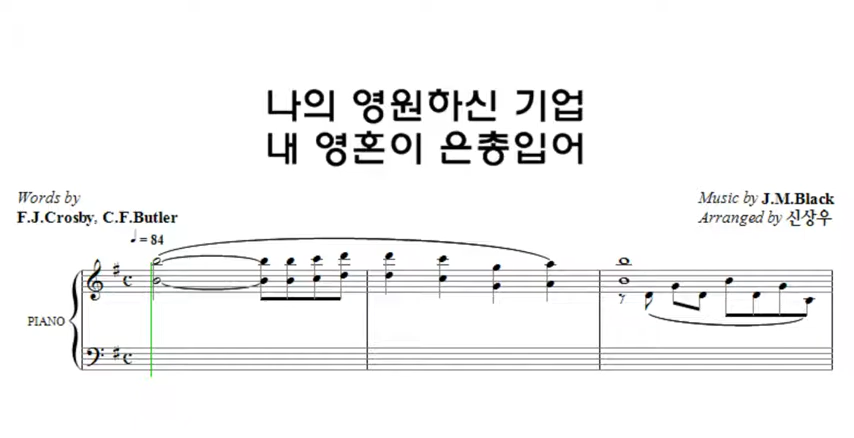 나의 영원하신 기업
내 영혼이 은총입어
Words by
F.J.Crosby, C.F.Butler
Music by J.M.Black
Arranged by 신상우
♩ = 84
PIANO